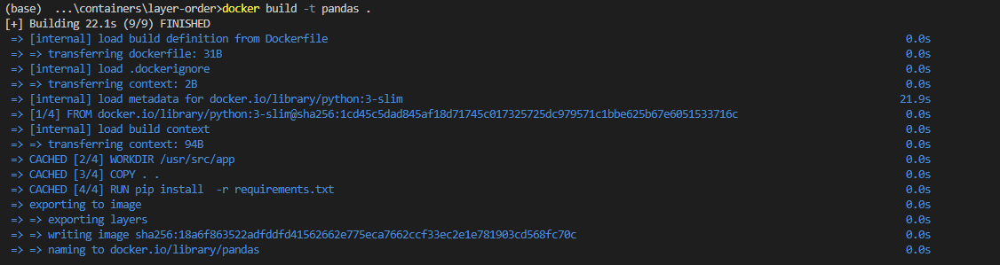 (base) ...\containers\layer-order>docker build -t pandas .
[+] Building 22.1s (9/9) FINISHED
=> [internal] load build definition from Dockerfile 0.0s
=> => transferring dockerfile: 31B 0.0s
=> [internal] load .dockerignore 0.0s
=> => transferring context: 2B 0.0s
=> [internal] load metadata for docker.io/library/python:3-slim 21.9s
=> [1/4] FROM docker.io/library/python:3-slim@sha256:1cd45c5dad845af18d71745c017325725dc979571c1bbe625b67e6051533716c 0.0s
=> [internal] load build context 0.0s
=> => transferring context: 94B 0.0s
=> CACHED [2/4] WORKDIR /usr/src/app 0.0s
=> CACHED [3/4] COPY . . 0.0s
=> CACHED [4/4] RUN pip install  -r requirements.txt 0.0s
=> exporting to image 0.0s
=> => exporting layers 0.0s
=> => writing image sha256:18a6f863522adfddfd41562662e775eca7662ccf33ec2e1e781903cd568fc70c 0.0s
=> => naming to docker.io/library/pandas 0.0s